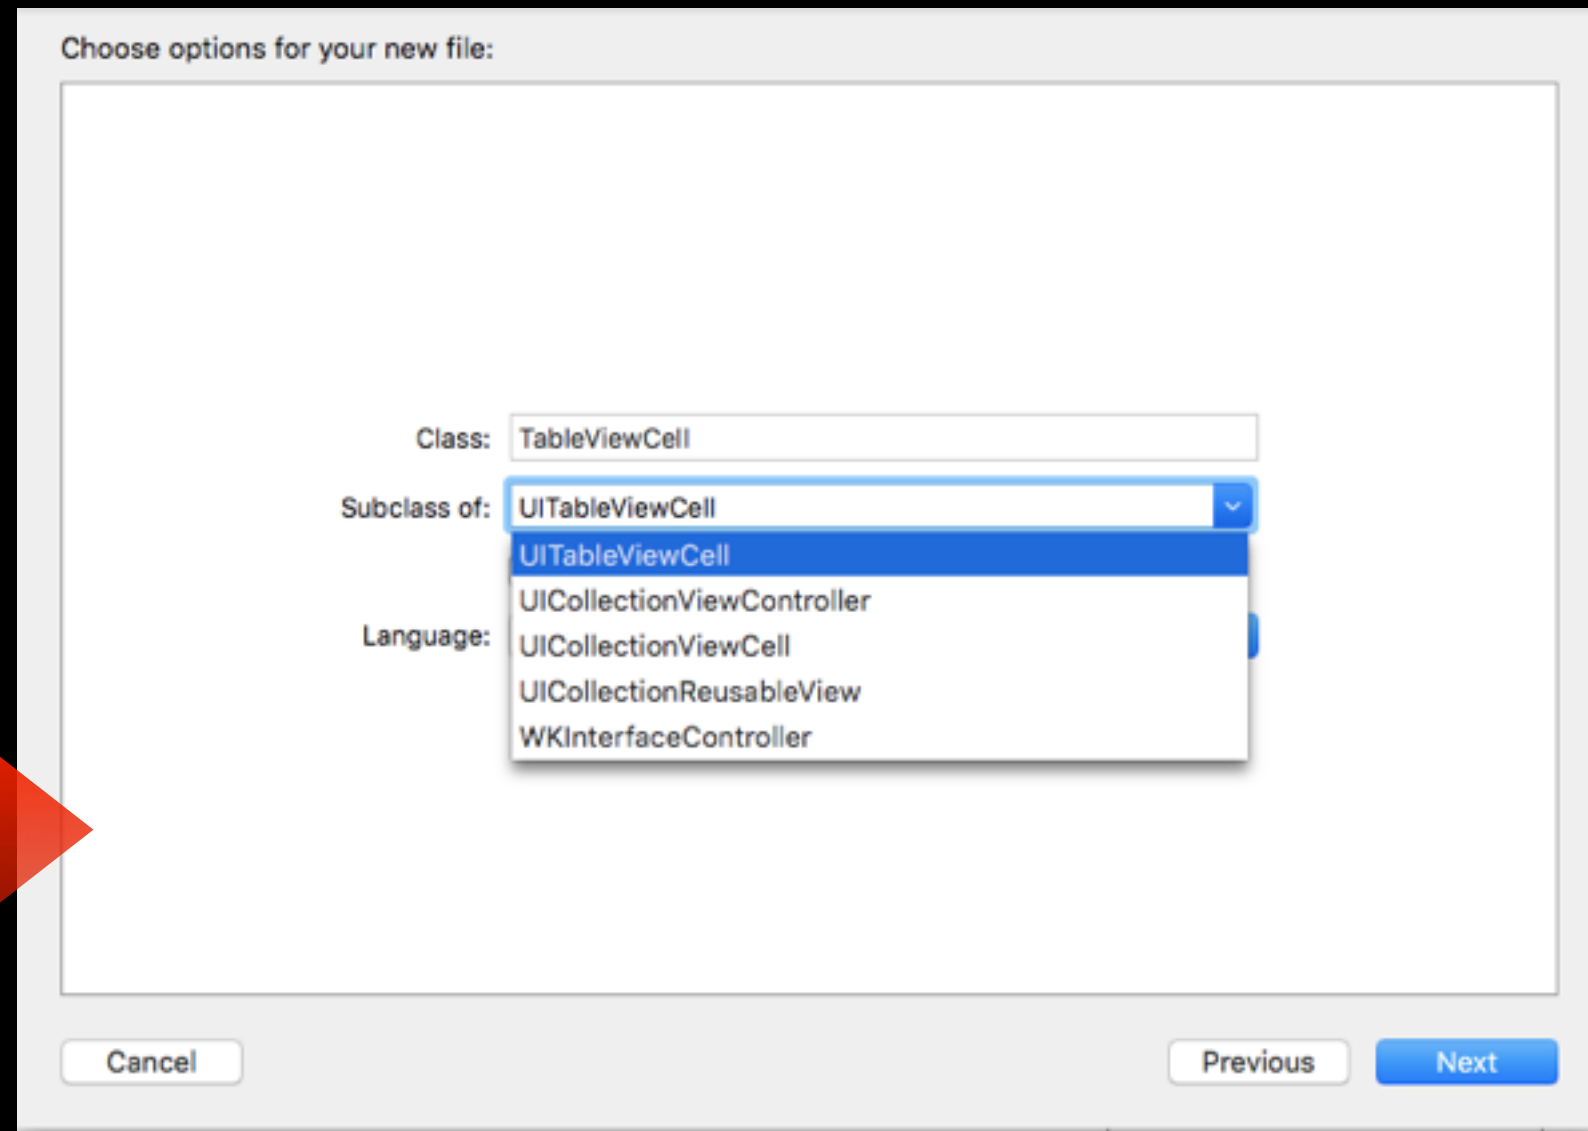 Choose options for your new file:
Class: TableViewCell
Subclass of: UITableViewCell
UITableViewCell
UICollectionViewController
Language: UICollectionViewCell
UICollectionReusableView
WKInterfaceController
Cancel Previous Next